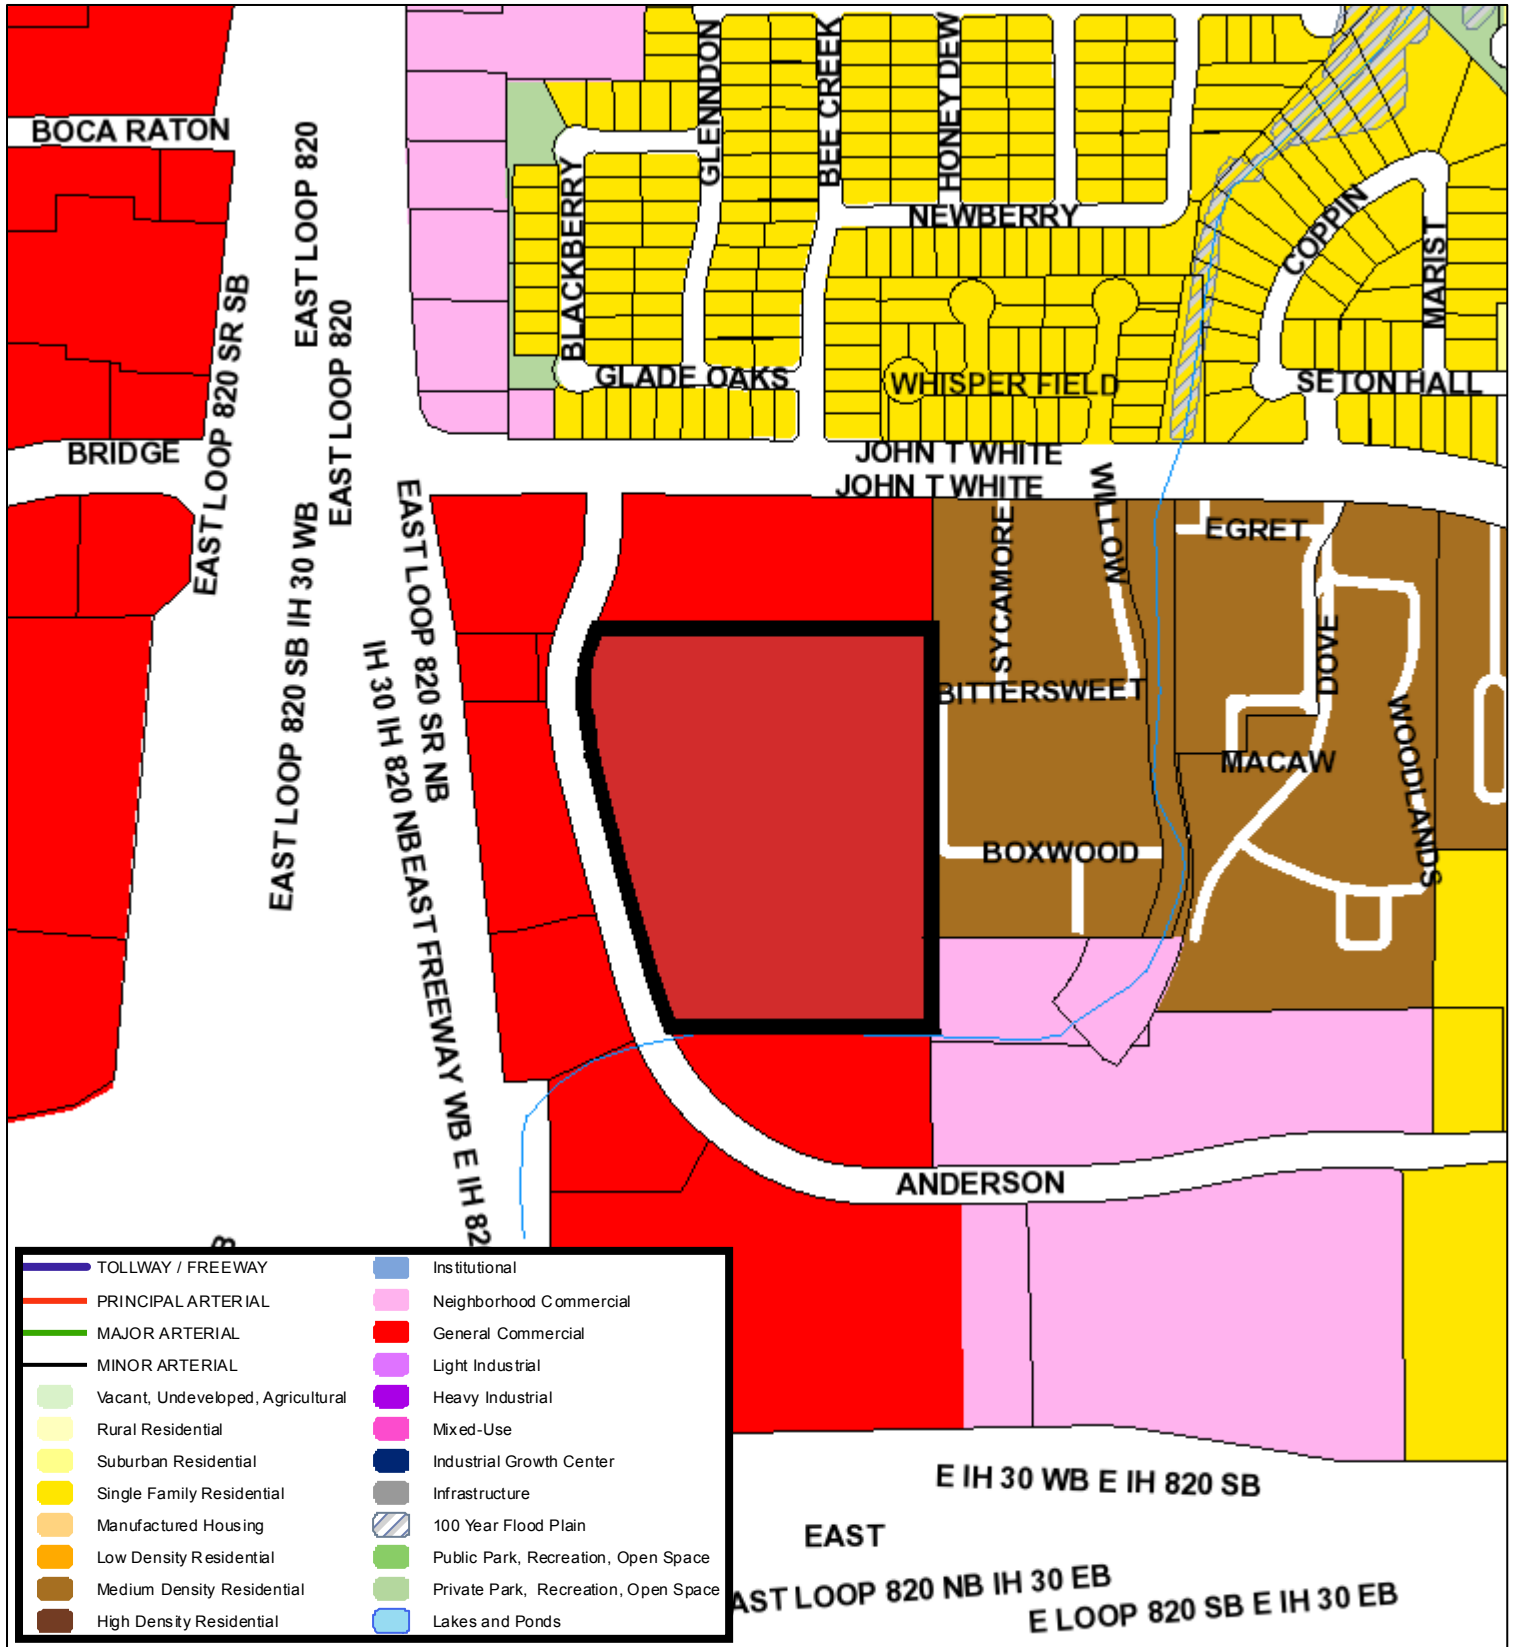 BOCA RATON
EAST LOOP 820
EAST LOOP 820 SR SB
EAST LOOP 820
GLENNDON
BEE CREEK
HONEY DEW
BLACKBERRY
NEWBERRY
COPPIN
MARIST
GLADE OAKS
WHISPER FIELD
SETON HALL
BRIDGE
JOHN T WHITE
JOHN T WHITE
EAST LOOP 820 SB IH 30 WB
EAST LOOP 820 SR NB
IH 30 IH 820 NBEAST FREEWAY WB E IH 82
SYCAMORE
WILLOW
EGRET
DOVE
BITTERSWEET
WOODLANDS
MACAW
BOXWOOD
ANDERSON
B
TOLLWAY / FREEWAY
PRINCIPAL ARTERIAL
MAJOR ARTERIAL
MINOR ARTERIAL
Vacant, Undeveloped, Agricultural
Rural Residential
Suburban Residential
Single Family Residential
Manufactured Housing
Low Density Residential
Medium Density Residential
High Density Residential
Institutional
Neighborhood Commercial
General Commercial
Light Industrial
Heavy Industrial
Mixed-Use
Industrial Growth Center
Infrastructure
100 Year Flood Plain
Public Park, Recreation, Open Space
Private Park, Recreation, Open Space
Lakes and Ponds
E IH 30 WB E IH 820 SB
EAST
AST LOOP 820 NB IH 30 EB
E LOOP 820 SB E IH 30 EB